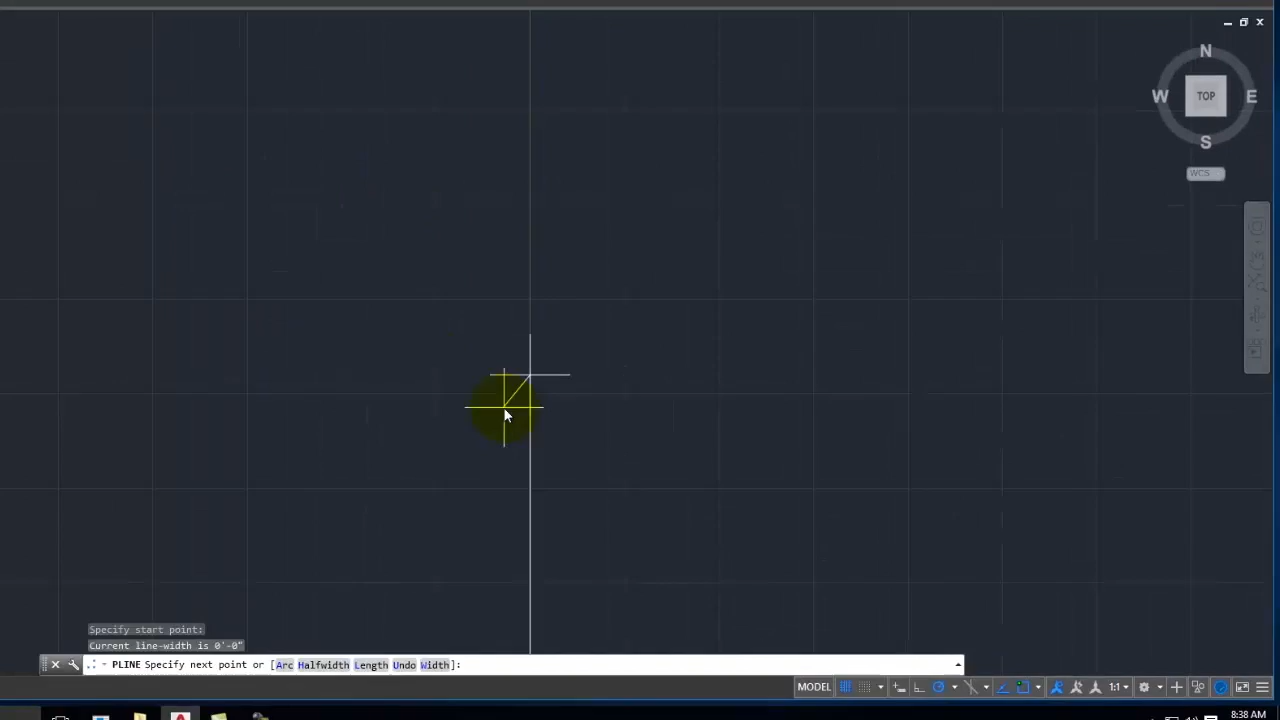 N
W TOP E
S
WCS
Specify start point:
Current line-width is 0'-0"
PLINE Specify next point or [Arc Halfwidth Length Undo Width]:
MODEL 1:1
8:38 AM